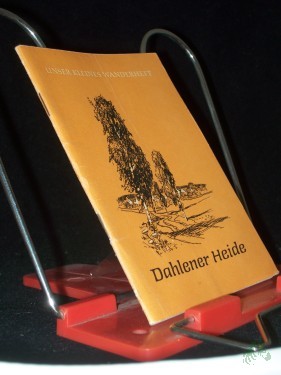 UNSER KLEINES WANDERHEFT
Dahlener Heide